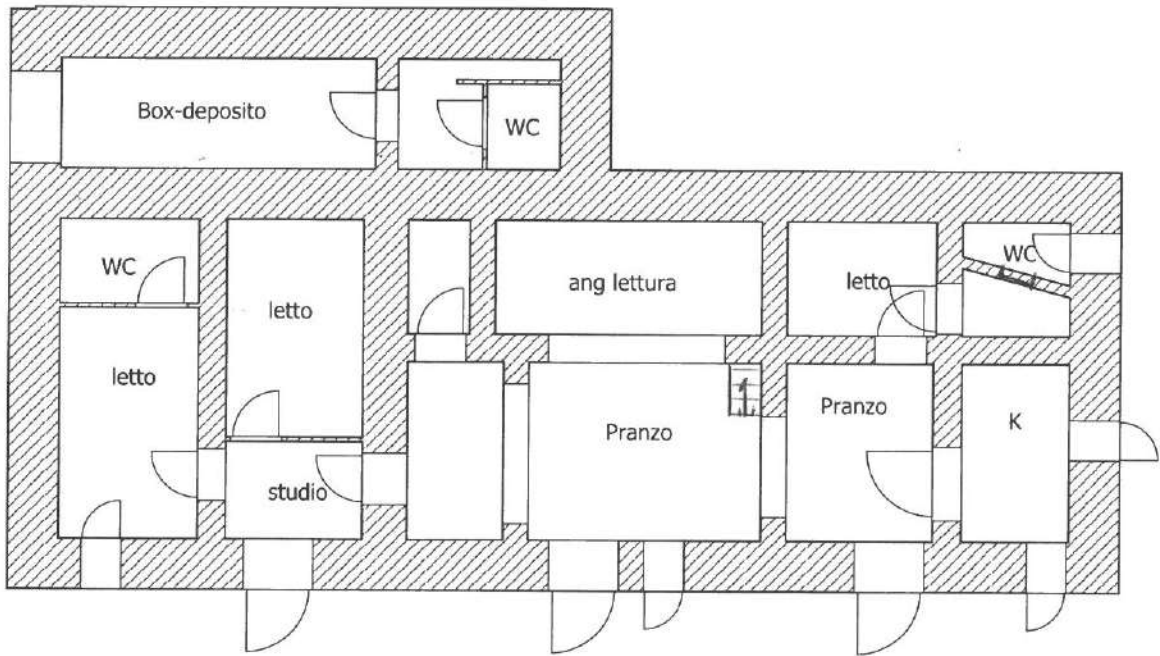 Box-deposito
WC
WC
letto
ang lettura
letto
WC
letto
studio
Pranzo
Pranzo
K